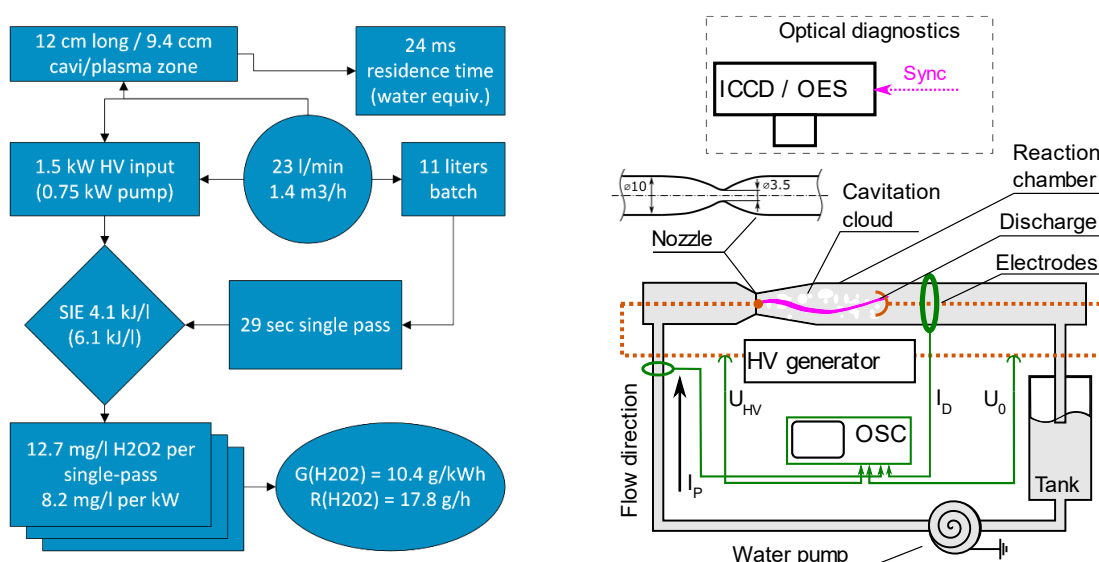 12 cm long / 9.4 ccm
cavi/plasma zone
24 ms
residence time
(water equiv.)
1.5 kW HV input
(0.75 kW pump)
23 l/min
1.4 m3/h
11 liters
batch
SIE 4.1 kJ/l
(6.1 kJ/l)
29 sec single pass
12.7 mg/l H2O2 per
single-pass
8.2 mg/l per kW
G(H202) = 10.4 g/kWh
R(H202) = 17.8 g/h
Optical diagnostics
ICCD / OES
Sync
Reaction
chamber
⌀10
⌀3.5
Cavitation
cloud
Discharge
Nozzle
Electrodes
HV generator
U_HV
I_D
U_0
OSC
Flow direction
I_P
Tank
Water pump